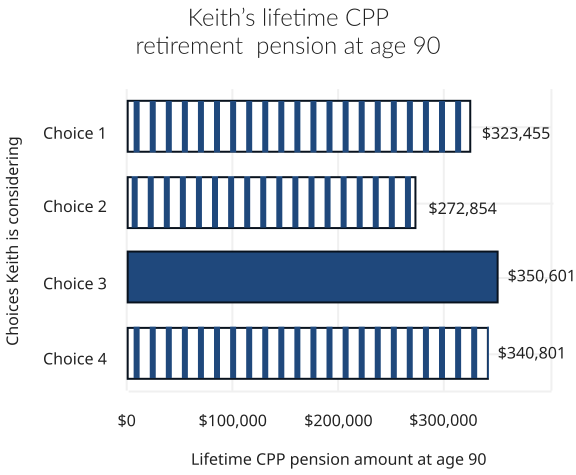 Keith’s lifetime CPP
retirement pension at age 90
Choices Keith is considering
Choice 1
$323,455
Choice 2
$272,854
Choice 3
$350,601
Choice 4
$340,801
$0
$100,000
$200,000
$300,000
Lifetime CPP pension amount at age 90